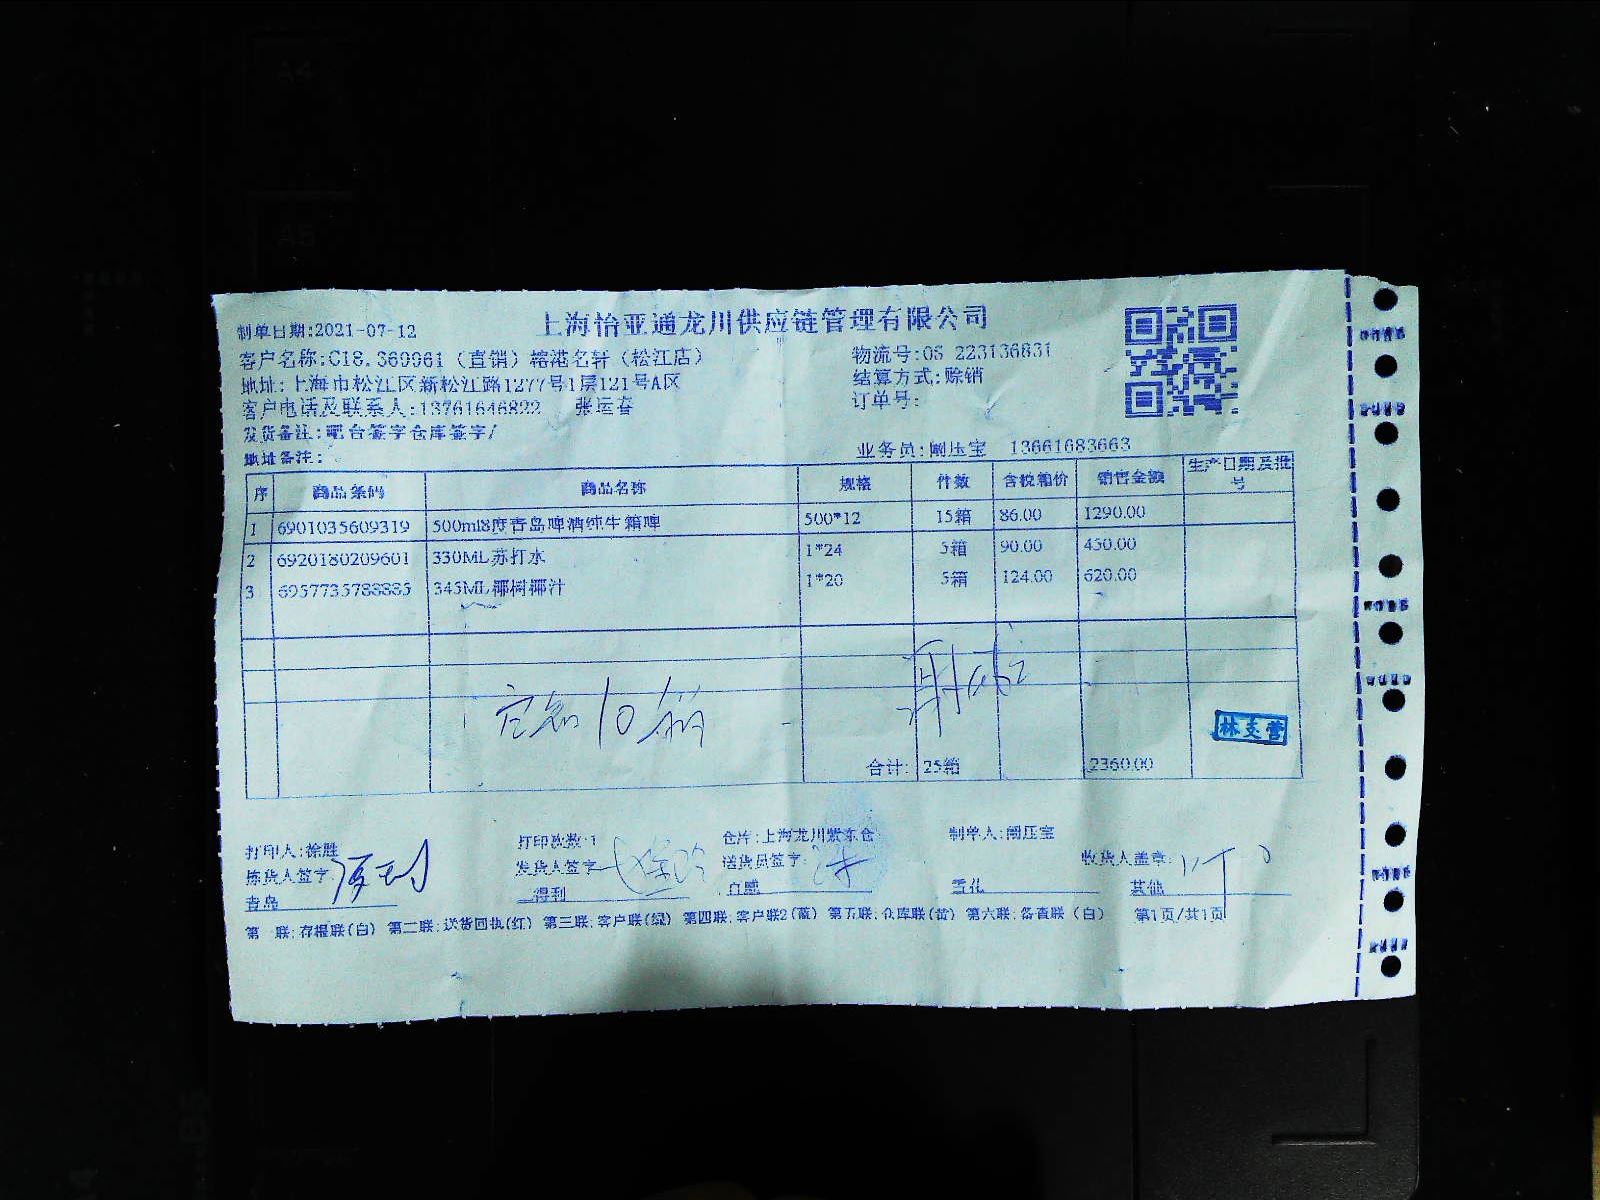 上海怡亚通龙川供应链管理有限公司
制单日期:2021-07-12
客户名称:C18.369961（直销）榕港名轩（松江店）
物流号:08 223136831
地址:上海市松江区新松江路1277号1层121号A区
结算方式:赊销
客户电话及联系人:13761646822 张运春
订单号:
发货备注:吧台签字仓库签字/
地址备注:
业务员:阚压宝 13661683663
序 商品条码 商品名称 规格 件数 含税箱价 销售金额 生产日期及批号
1 6901035609319 500ml8度青岛啤酒纯生箱啤 500*12 15箱 86.00 1290.00
2 6920180209601 330ML苏打水 1*24 5箱 90.00 450.00
3 6957735788885 345ML椰树椰汁 1*20 5箱 124.00 620.00
10箱
林支营
合计: 25箱 2360.00
打印人:徐胜 打印次数:1 仓库:上海龙川紫东仓 制单人:阚压宝
拣货人签字: 发货人签字: 送货员签字: 收货人盖章:
青岛 得利 百威 雪花 其他
第一联:存根联(白) 第二联:送货回执(红) 第三联:客户联(绿) 第四联:客户联2(蓝) 第五联:仓库联(黄) 第六联:备查联（白） 第1页/共1页